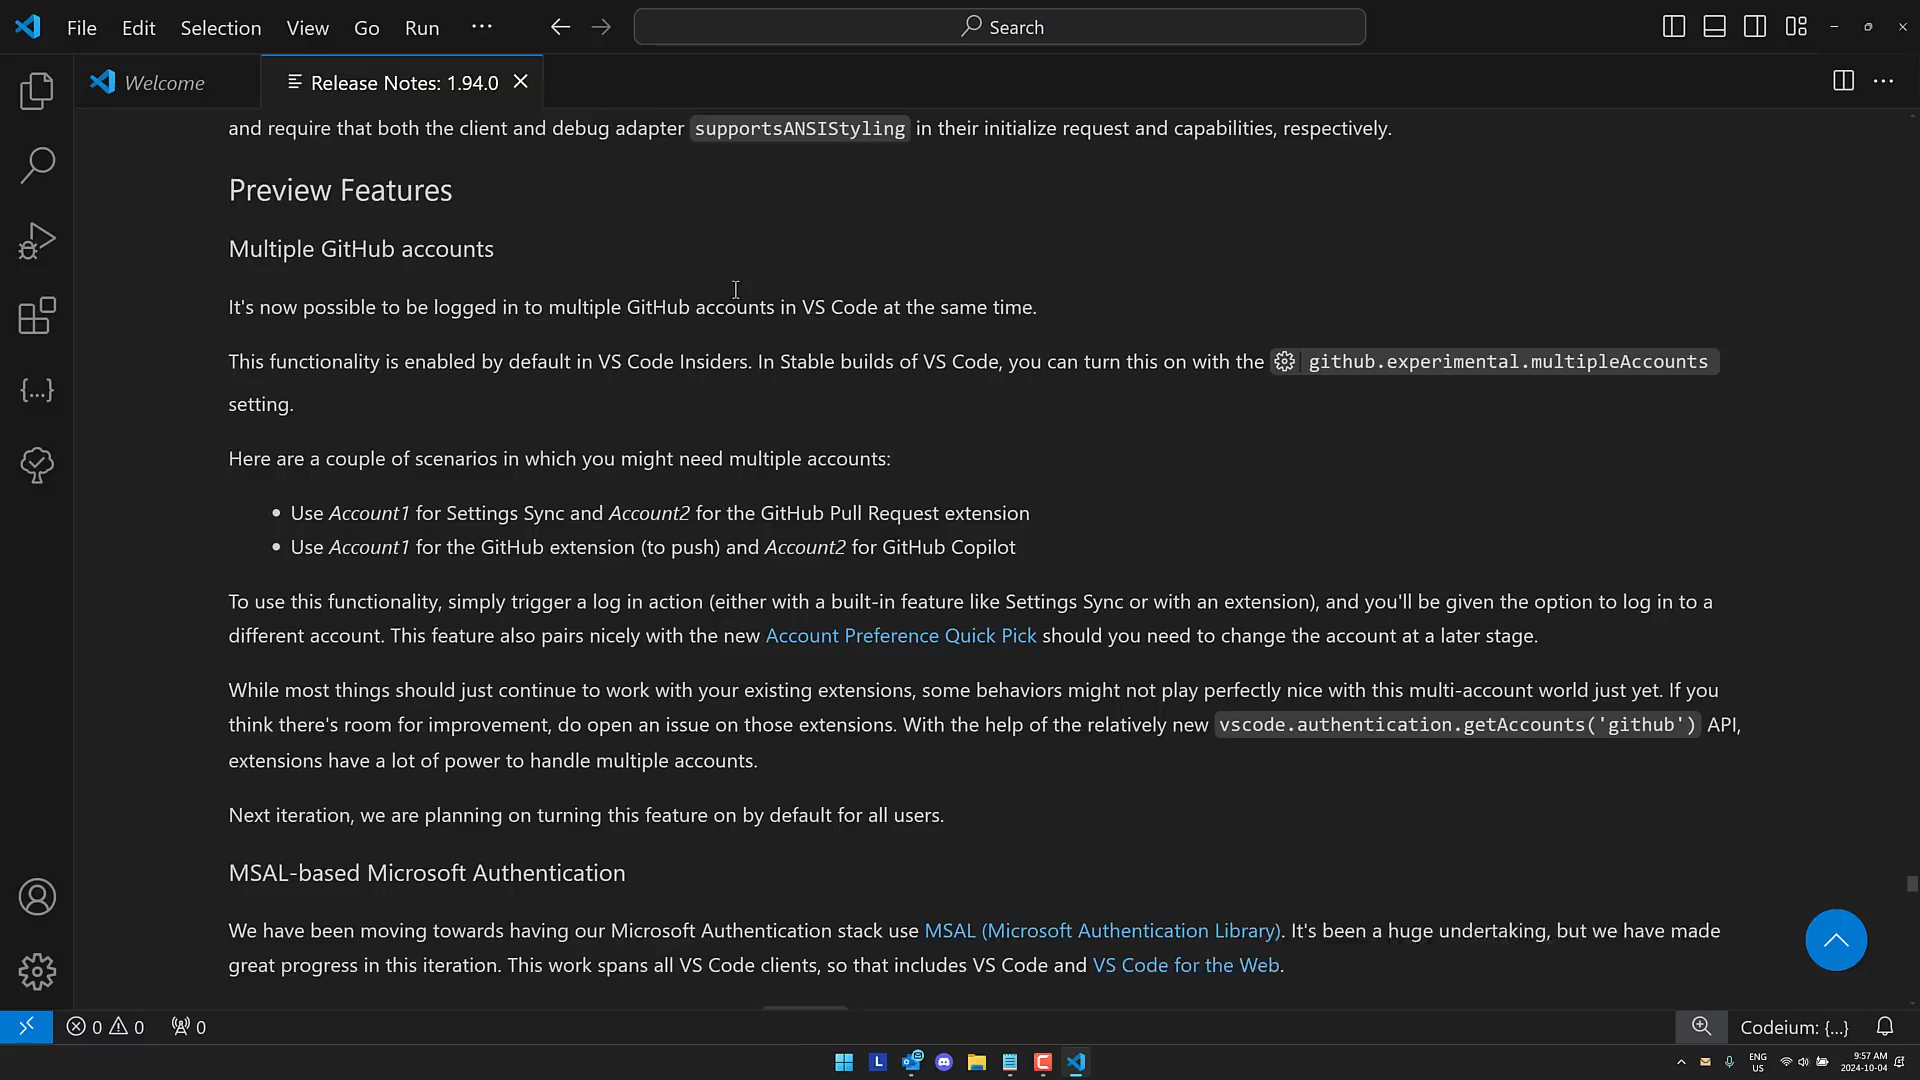 File Edit Selection View Go Run ··· Search
Welcome Release Notes: 1.94.0
and require that both the client and debug adapter supportsANSIStyling in their initialize request and capabilities, respectively.
Preview Features
Multiple GitHub accounts
It's now possible to be logged in to multiple GitHub accounts in VS Code at the same time.
This functionality is enabled by default in VS Code Insiders. In Stable builds of VS Code, you can turn this on with the github.experimental.multipleAccounts
setting.
Here are a couple of scenarios in which you might need multiple accounts:
• Use Account1 for Settings Sync and Account2 for the GitHub Pull Request extension
• Use Account1 for the GitHub extension (to push) and Account2 for GitHub Copilot
To use this functionality, simply trigger a log in action (either with a built-in feature like Settings Sync or with an extension), and you'll be given the option to log in to a
different account. This feature also pairs nicely with the new Account Preference Quick Pick should you need to change the account at a later stage.
While most things should just continue to work with your existing extensions, some behaviors might not play perfectly nice with this multi-account world just yet. If you
think there's room for improvement, do open an issue on those extensions. With the help of the relatively new vscode.authentication.getAccounts('github') API,
extensions have a lot of power to handle multiple accounts.
Next iteration, we are planning on turning this feature on by default for all users.
MSAL-based Microsoft Authentication
We have been moving towards having our Microsoft Authentication stack use MSAL (Microsoft Authentication Library). It's been a huge undertaking, but we have made
great progress in this iteration. This work spans all VS Code clients, so that includes VS Code and VS Code for the Web.
0 0 0 Codeium: {...}
L ENG 9:57 AM
US 2024-10-04